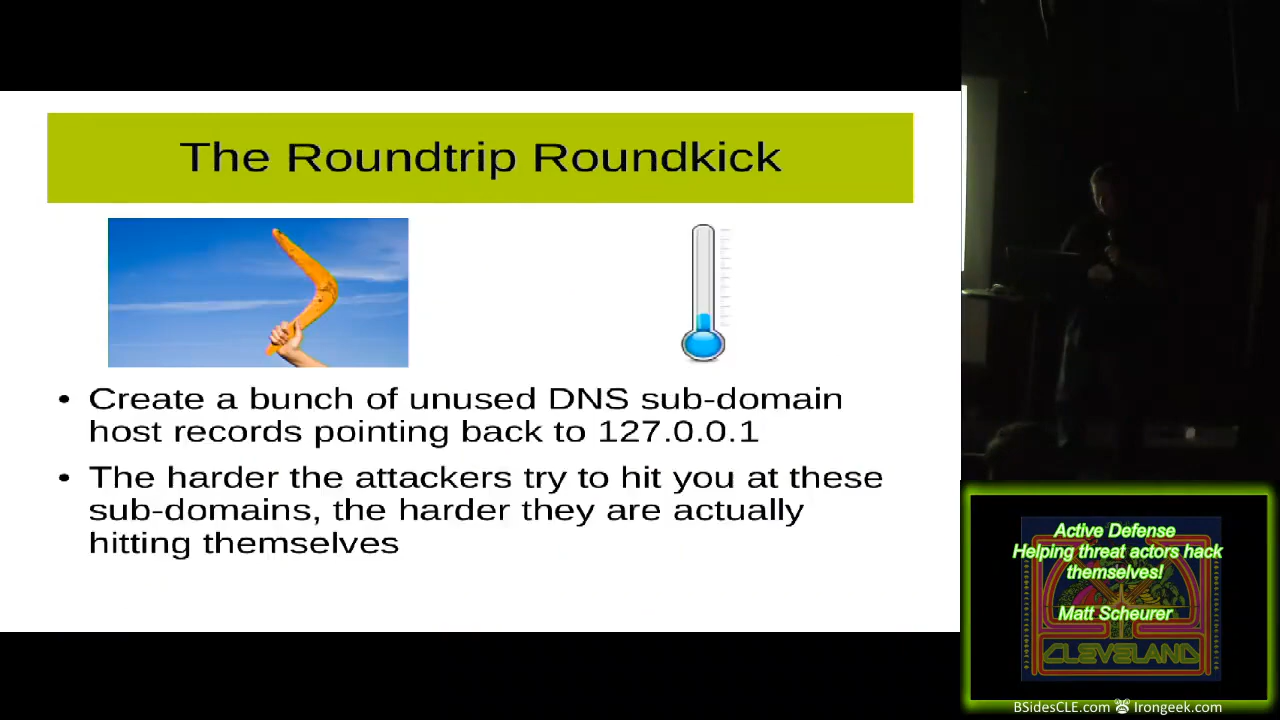 The Roundtrip Roundkick
• Create a bunch of unused DNS sub-domain
host records pointing back to 127.0.0.1
• The harder the attackers try to hit you at these
sub-domains, the harder they are actually
hitting themselves
Active Defense
Helping threat actors hack
themselves!
Matt Scheurer
CLEVELAND
BSidesCLE.com Irongeek.com